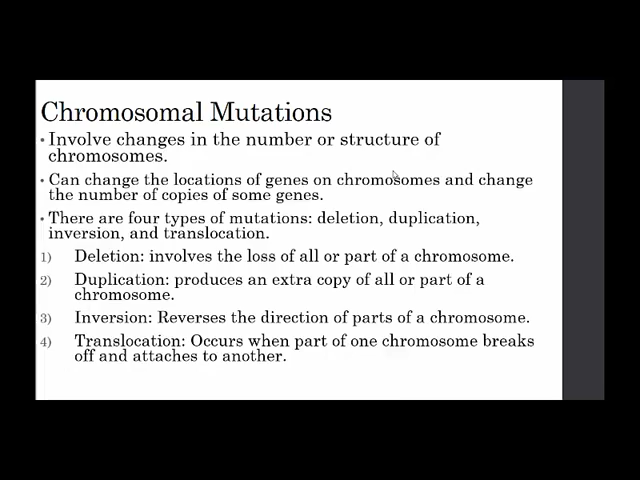 Chromosomal Mutations
• Involve changes in the number or structure of
chromosomes.
• Can change the locations of genes on chromosomes and change
the number of copies of some genes.
• There are four types of mutations: deletion, duplication,
inversion, and translocation.
1) Deletion: involves the loss of all or part of a chromosome.
2) Duplication: produces an extra copy of all or part of a
chromosome.
3) Inversion: Reverses the direction of parts of a chromosome.
4) Translocation: Occurs when part of one chromosome breaks
off and attaches to another.